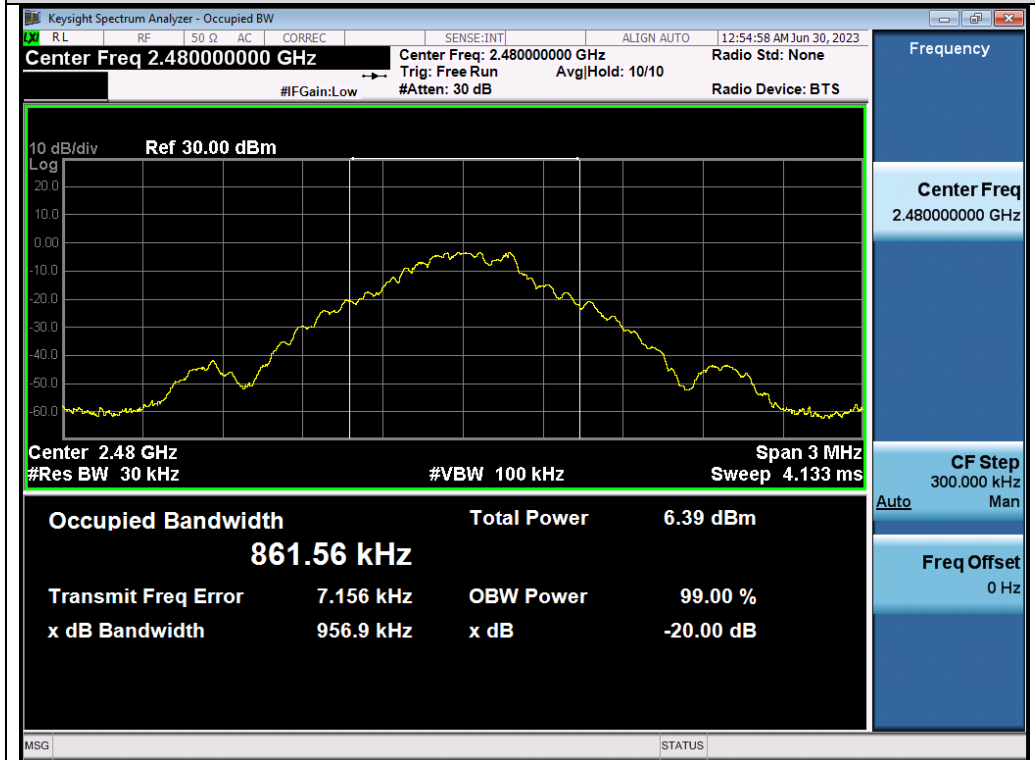 Keysight Spectrum Analyzer - Occupied BW
LXI RL RF 50 Ω AC CORREC SENSE:INT ALIGN AUTO 12:54:58 AM Jun 30, 2023
Center Freq 2.480000000 GHz
Center Freq: 2.480000000 GHz Radio Std: None
Trig: Free Run Avg|Hold: 10/10
#IFGain:Low #Atten: 30 dB Radio Device: BTS
10 dB/div Ref 30.00 dBm
Log
20.0
10.0
0.00
-10.0
-20.0
-30.0
-40.0
-50.0
-60.0
Center 2.48 GHz Span 3 MHz
#Res BW 30 kHz #VBW 100 kHz Sweep 4.133 ms
Occupied Bandwidth Total Power 6.39 dBm
861.56 kHz
Transmit Freq Error 7.156 kHz OBW Power 99.00 %
x dB Bandwidth 956.9 kHz x dB -20.00 dB
Frequency
Center Freq
2.480000000 GHz
CF Step
300.000 kHz
Auto Man
Freq Offset
0 Hz
MSG STATUS